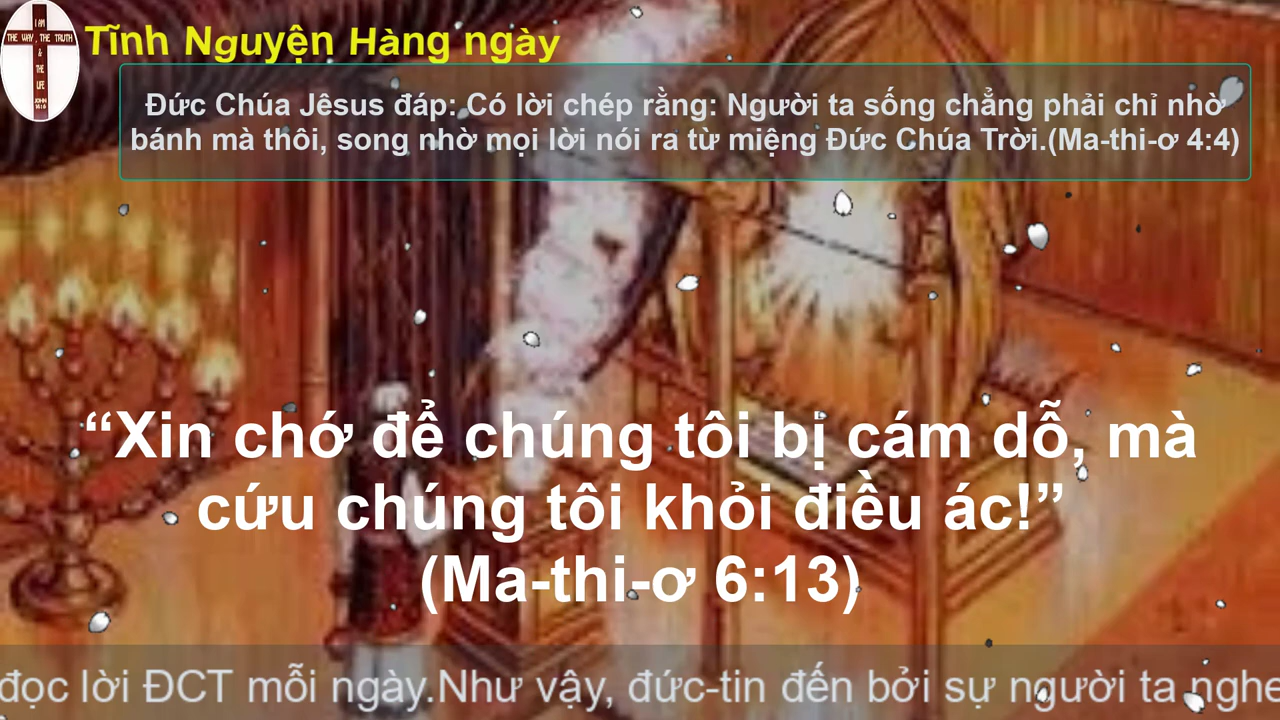 I AM
THE WAY, THE TRUTH
&
THE
LIFE
JOHN
14:6
Tĩnh Nguyện Hàng ngày
Đức Chúa Jêsus đáp: Có lời chép rằng: Người ta sống chẳng phải chỉ nhờ
bánh mà thôi, song nhờ mọi lời nói ra từ miệng Đức Chúa Trời.(Ma-thi-ơ 4:4)
“Xin chớ để chúng tôi bị cám dỗ, mà
cứu chúng tôi khỏi điều ác!”
(Ma-thi-ơ 6:13)
đọc lời ĐCT mỗi ngày.Như vậy, đức-tin đến bởi sự người ta nghe